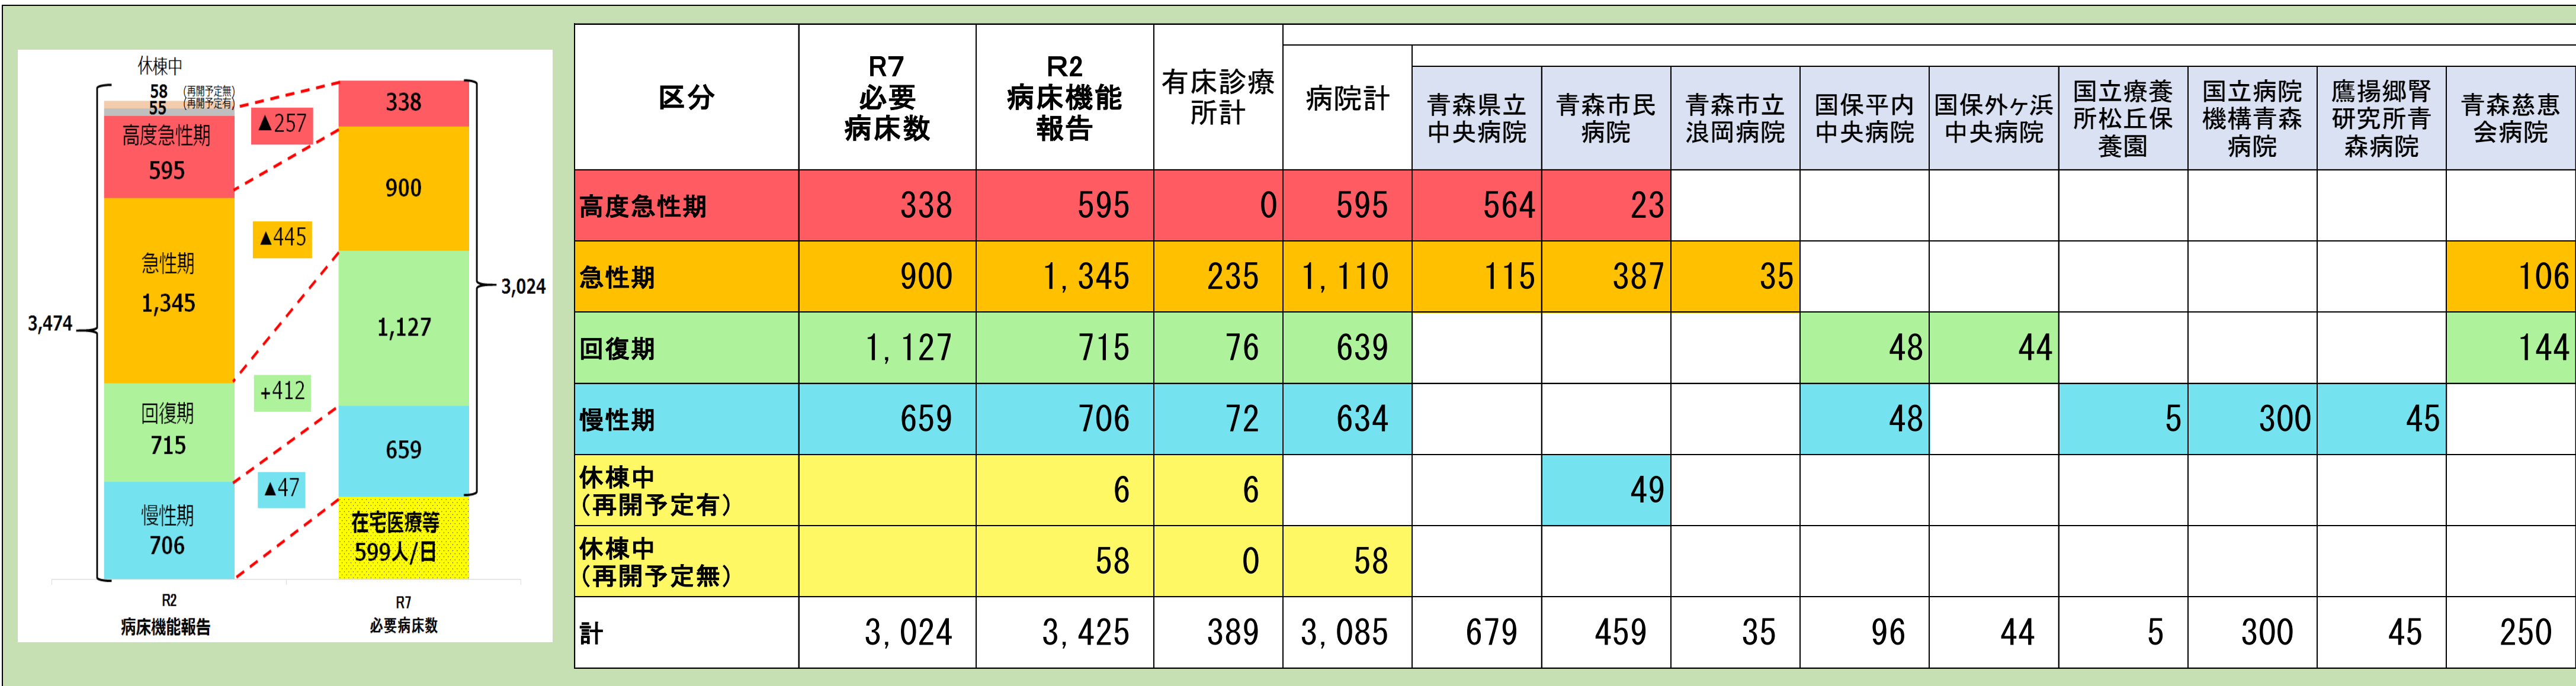 休棟中
58 (再開予定無)
55 (再開予定有)
高度急性期
595
急性期
1,345
回復期
715
慢性期
706
3,474
▲257
▲445
+412
▲47
338
900
1,127
659
在宅医療等
599人/日
3,024
R2
病床機能報告
R7
必要病床数
区分
R7
必要
病床数
R2
病床機能
報告
有床診療
所計
病院計
青森県立
中央病院
青森市民
病院
青森市立
浪岡病院
国保平内
中央病院
国保外ヶ浜
中央病院
国立療養
所松丘保
養園
国立病院
機構青森
病院
鷹揚郷腎
研究所青
森病院
青森慈恵
会病院
高度急性期 338 595 0 595 564 23
急性期 900 1,345 235 1,110 115 387 35 106
回復期 1,127 715 76 639 48 44 144
慢性期 659 706 72 634 48 5 300 45
休棟中
(再開予定有) 6 6 49
休棟中
(再開予定無) 58 0 58
計 3,024 3,425 389 3,085 679 459 35 96 44 5 300 45 250